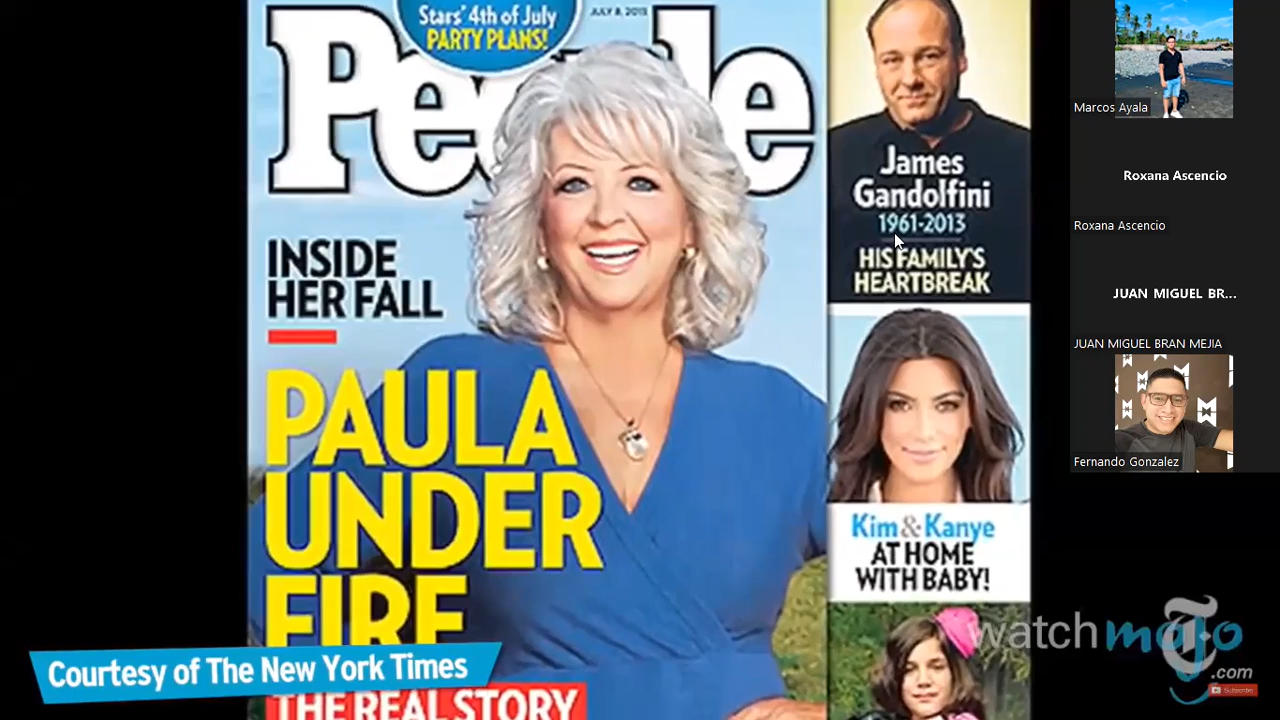 Stars' 4th of July
PARTY PLANS!
JULY 8, 2013
People
INSIDE
HER FALL
PAULA
UNDER
FIRE
THE REAL STORY
James
Gandolfini
1961-2013
HIS FAMILY'S
HEARTBREAK
Kim & Kanye
AT HOME
WITH BABY!
Courtesy of The New York Times
watchmojo
.com
Subscribe
Marcos Ayala
Roxana Ascencio
Roxana Ascencio
JUAN MIGUEL BR...
JUAN MIGUEL BRAN MEJIA
Fernando Gonzalez